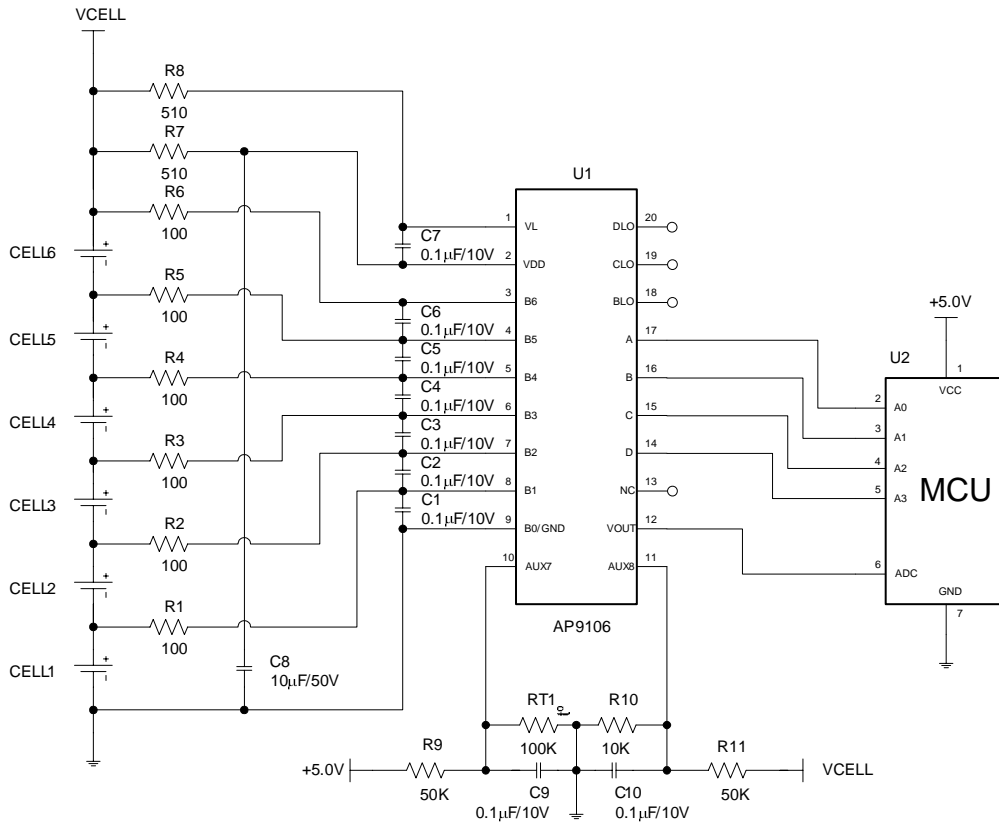 VCELL
R8
510
R7
510
R6
100
CELL6
R5
100
CELL5
R4
100
CELL4
R3
100
CELL3
R2
100
CELL2
R1
100
CELL1
C8
10μF/50V
C7
0.1μF/10V
C6
0.1μF/10V
C5
0.1μF/10V
C4
0.1μF/10V
C3
0.1μF/10V
C2
0.1μF/10V
C1
0.1μF/10V
U1
1 VL DLO 20
2 VDD CLO 19
3 B6 BLO 18
4 B5 A 17
5 B4 B 16
6 B3 C 15
7 B2 D 14
8 B1 NC 13
9 B0/GND VOUT 12
10 AUX7 AUX8 11
AP9106
+5.0V
U2
1
VCC
2 A0
3 A1
4 A2
5 A3
MCU
6 ADC
GND
7
RT1
to
100K
R10
10K
+5.0V
R9
50K
C9
0.1μF/10V
C10
0.1μF/10V
R11
50K
VCELL